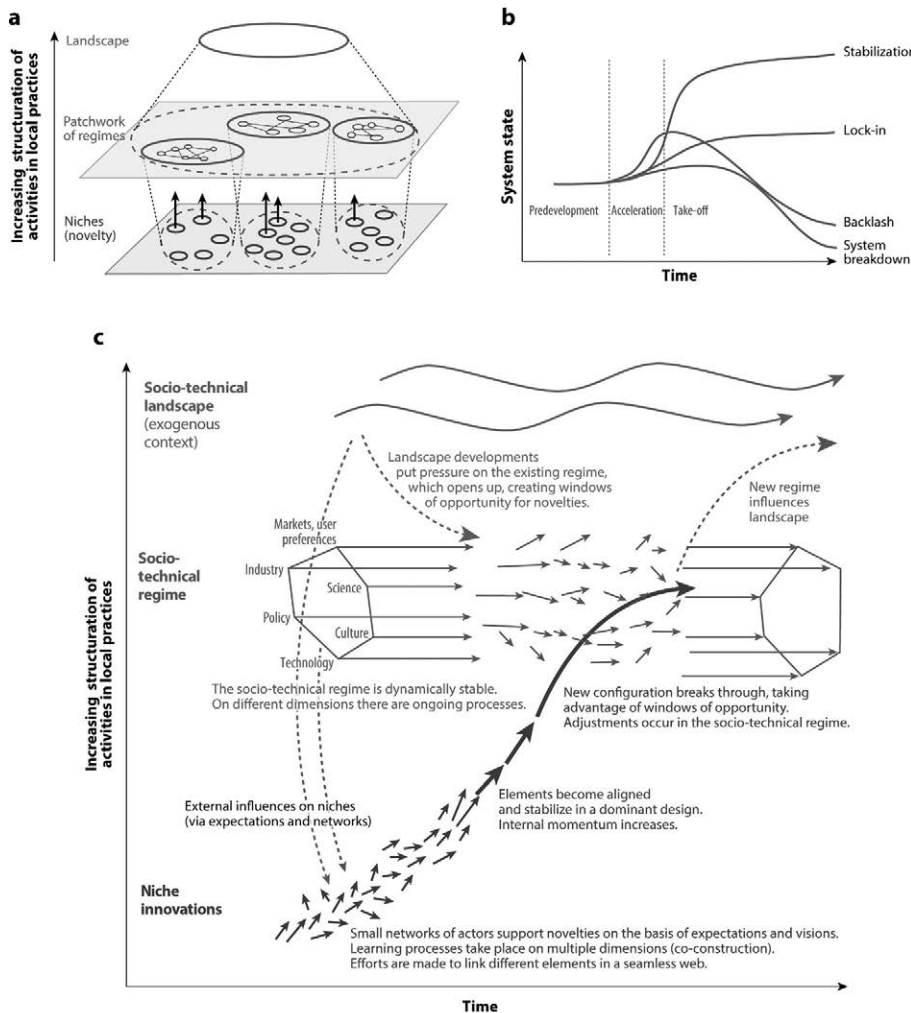 a
Landscape
Patchwork
of regimes
Niches
(novelty)
Increasing structuration of
activities in local practices
b
System state
Predevelopment
Acceleration
Take-off
Stabilization
Lock-in
Backlash
System
breakdown
Time
c
Increasing structuration of
activities in local practices
Socio-technical
landscape
(exogenous
context)
Landscape developments
put pressure on the existing regime,
which opens up, creating windows
of opportunity for novelties.
New regime
influences
landscape
Socio-
technical
regime
Markets, user
preferences
Industry
Science
Policy
Culture
Technology
The socio-technical regime is dynamically stable.
On different dimensions there are ongoing processes.
New configuration breaks through, taking
advantage of windows of opportunity.
Adjustments occur in the socio-technical regime.
External influences on niches
(via expectations and networks)
Elements become aligned
and stabilize in a dominant design.
Internal momentum increases.
Niche
innovations
Small networks of actors support novelties on the basis of expectations and visions.
Learning processes take place on multiple dimensions (co-construction).
Efforts are made to link different elements in a seamless web.
Time